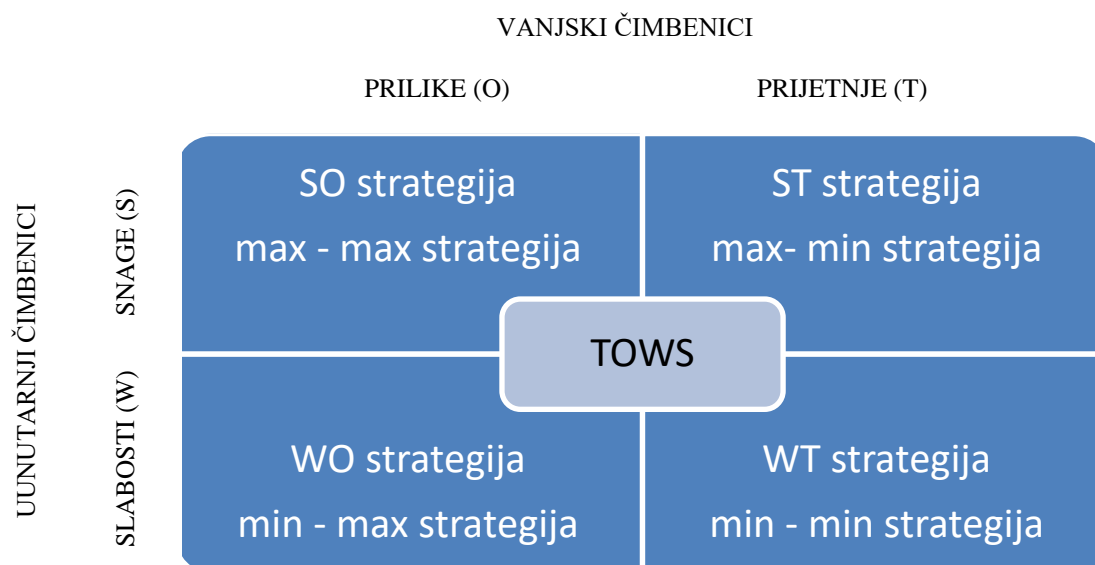 VANJSKI ČIMBENICI
PRILIKE (O)
PRIJETNJE (T)
UUNUTARNJI ČIMBENICI
SNAGE (S)
SLABOSTI (W)
SO strategija
max - max strategija
ST strategija
max- min strategija
TOWS
WO strategija
min - max strategija
WT strategija
min - min strategija